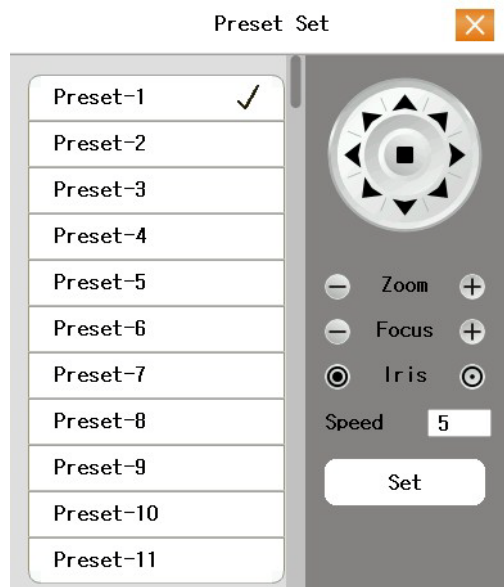 Preset Set
Preset-1
Preset-2
Preset-3
Preset-4
Preset-5
Preset-6
Preset-7
Preset-8
Preset-9
Preset-10
Preset-11
Zoom
Focus
Iris
Speed 5
Set